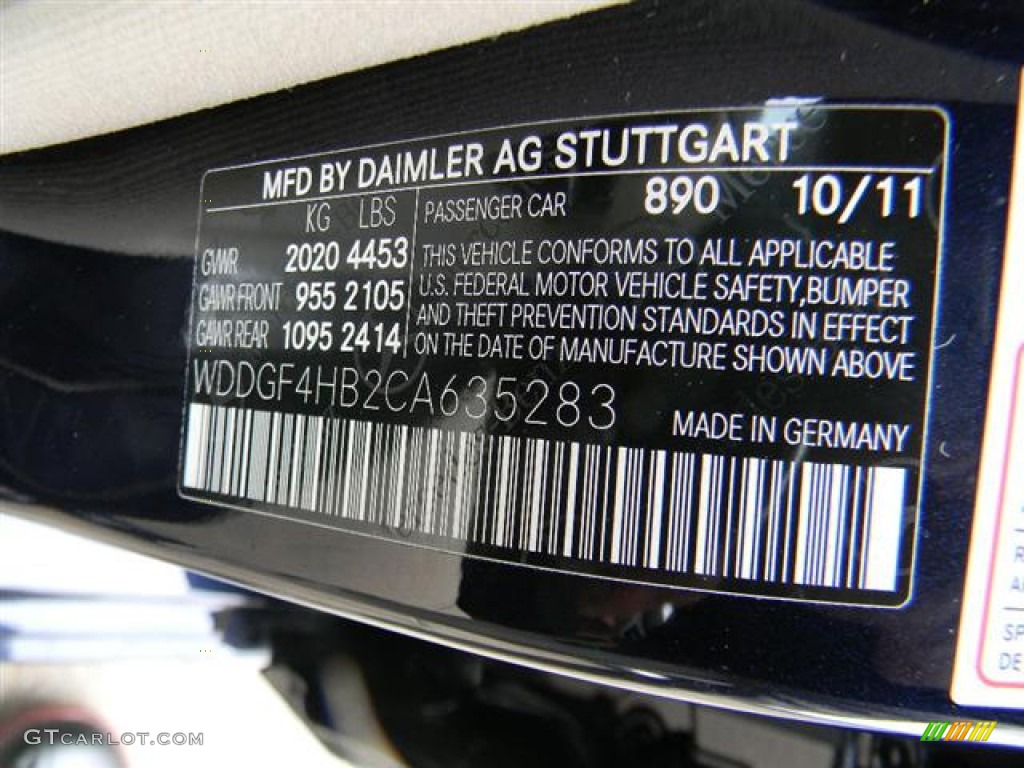 MFD BY DAIMLER AG STUTTGART
KG LBS
PASSENGER CAR 890 10/11
GVWR 2020 4453
GAWR FRONT 955 2105
GAWR REAR 1095 2414
THIS VEHICLE CONFORMS TO ALL APPLICABLE
U.S. FEDERAL MOTOR VEHICLE SAFETY,BUMPER
AND THEFT PREVENTION STANDARDS IN EFFECT
ON THE DATE OF MANUFACTURE SHOWN ABOVE
WDDGF4HB2CA635283
MADE IN GERMANY
SP
DE
GTCARLOT.COM